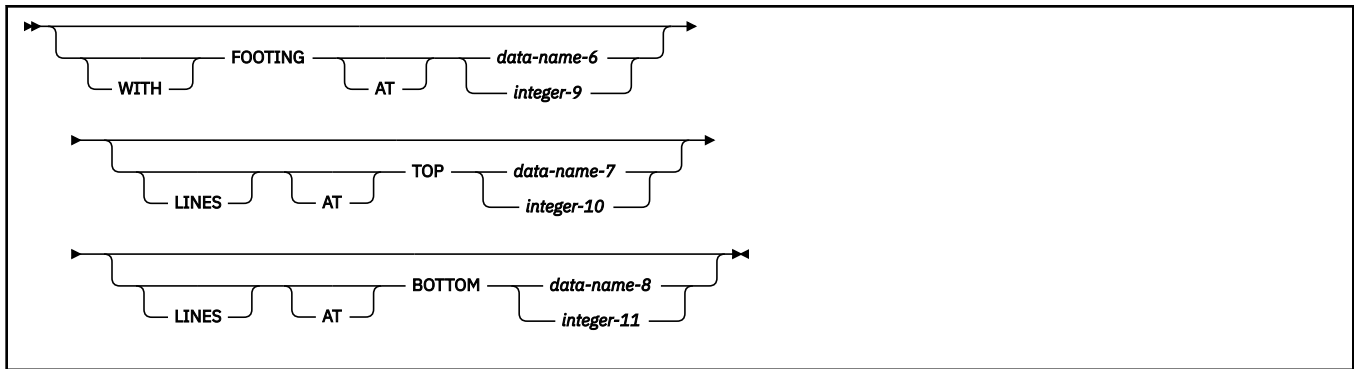 FOOTING data-name-6
WITH AT integer-9
TOP data-name-7
LINES AT integer-10
BOTTOM data-name-8
LINES AT integer-11